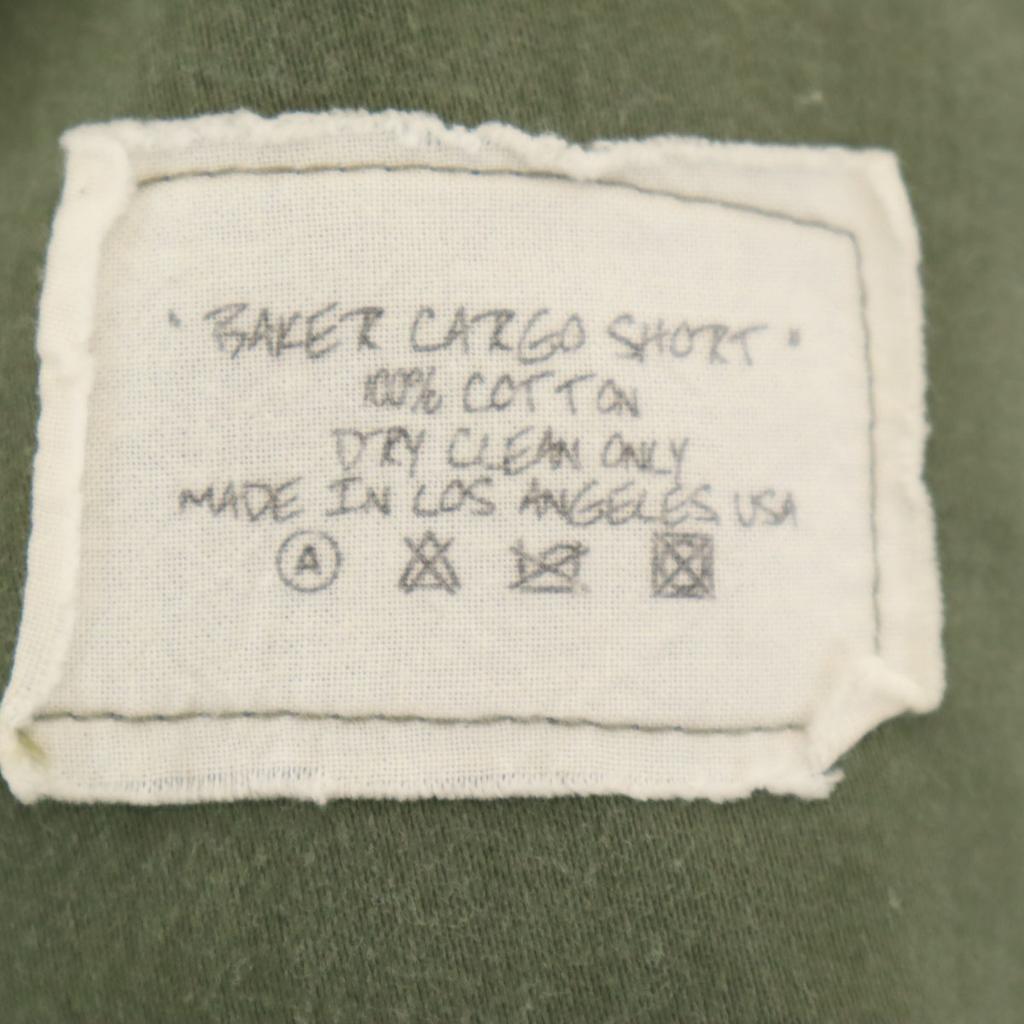 "BAKER CARGO SHORT"
100% COTTON
DRY CLEAN ONLY
MADE IN LOS ANGELES USA
A